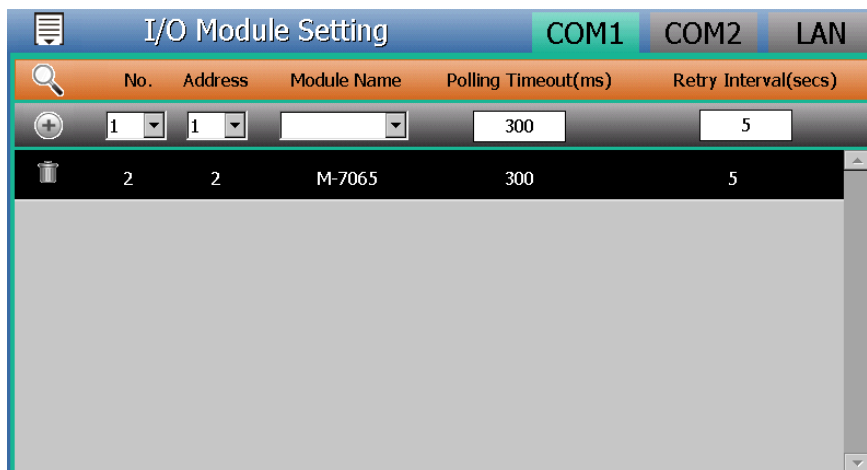 I/O Module Setting COM1 COM2 LAN
No. Address Module Name Polling Timeout(ms) Retry Interval(secs)
1 1 300 5
2 2 M-7065 300 5